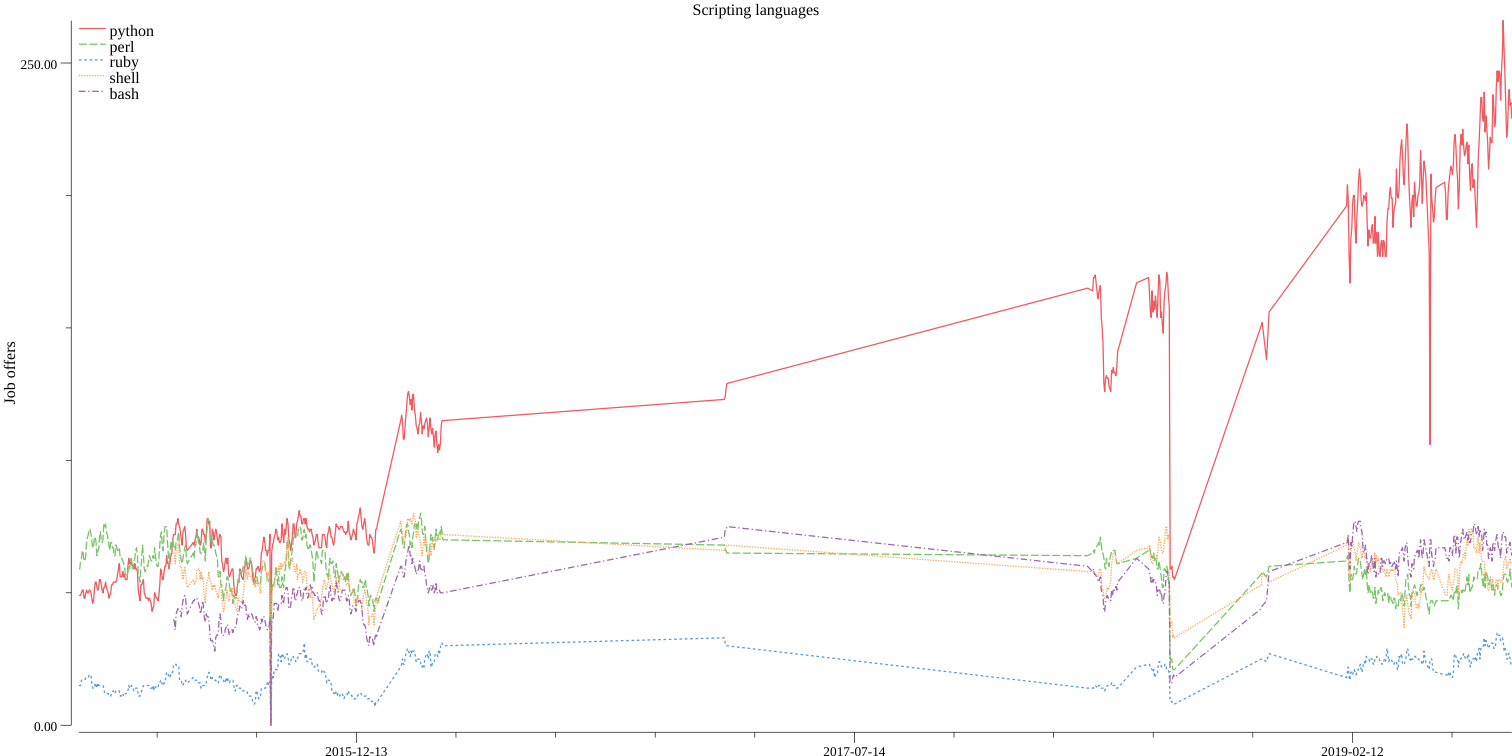 Scripting languages
python
perl
ruby
shell
bash
250.00
Job offers
0.00
2015-12-13
2017-07-14
2019-02-12